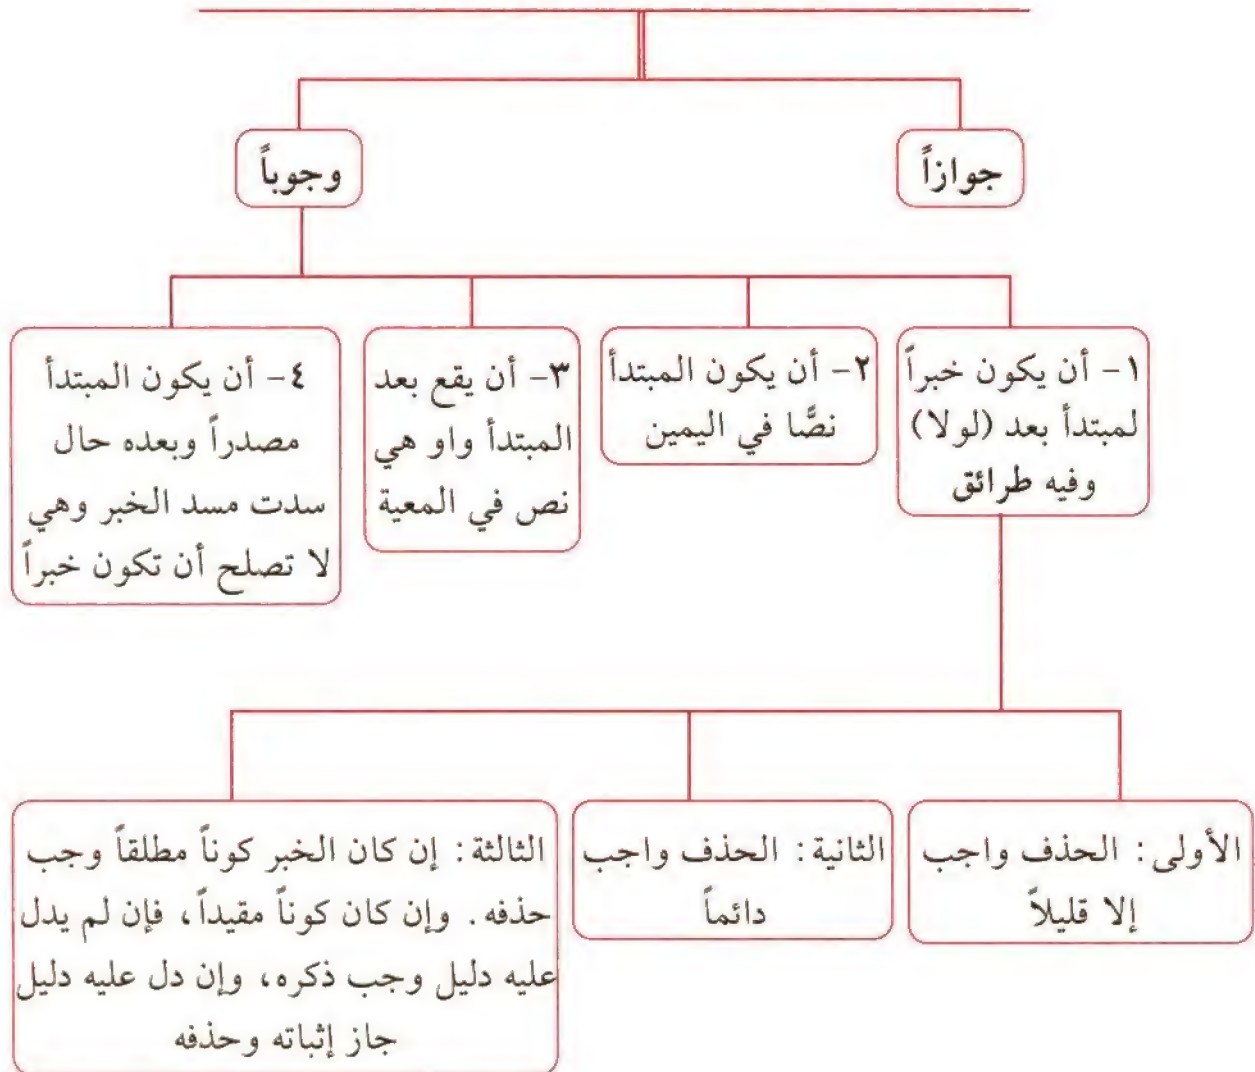 جوازاً
وجوباً
١- أن يكون خبراً
لمبتدأ بعد (لولا)
وفيه طرائق
٢- أن يكون المبتدأ
نصًّا في اليمين
٣- أن يقع بعد
المبتدأ واو هي
نص في المعية
٤- أن يكون المبتدأ
مصدراً وبعده حال
سدت مسد الخبر وهي
لا تصلح أن تكون خبراً
الأولى: الحذف واجب
إلا قليلاً
الثانية: الحذف واجب
دائماً
الثالثة: إن كان الخبر كوناً مطلقاً وجب
حذفه. وإن كان كوناً مقيداً، فإن لم يدل
عليه دليل وجب ذكره، وإن دل عليه دليل
جاز إثباته وحذفه